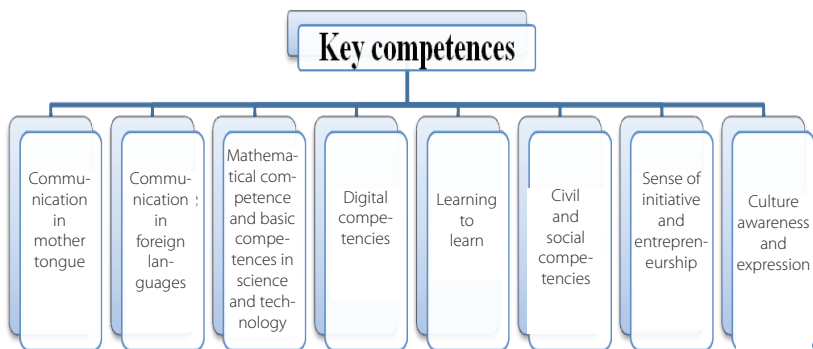 Key competences
Commu-
nication
in
mother
tongue
Commu-
nication
in
foreign
lan-
guages
Mathema-
tical com-
petence
and basic
compe-
tences in
science
and tech-
nology
Digital
compe-
tencies
Learning
to
learn
Civil
and
social
compe-
tencies
Sense of
initiative
and
entrepren-
eurship
Culture
awareness
and
expression